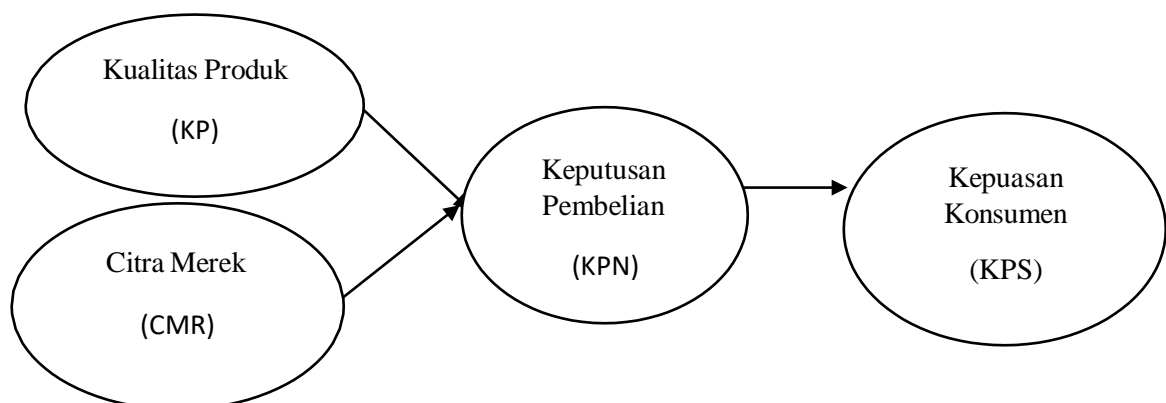 Kualitas Produk
(KP)
Citra Merek
(CMR)
Keputusan
Pembelian
(KPN)
Kepuasan
Konsumen
(KPS)